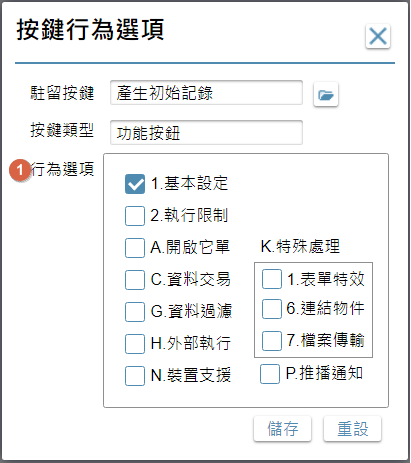 按鍵行為選項
駐留按鍵 產生初始記錄
按鍵類型 功能按鈕
1 行為選項
1.基本設定
2.執行限制
A.開啟它單 K.特殊處理
C.資料交易 1.表單特效
G.資料過濾 6.連結物件
H.外部執行 7.檔案傳輸
N.裝置支援 P.推播通知
儲存 重設